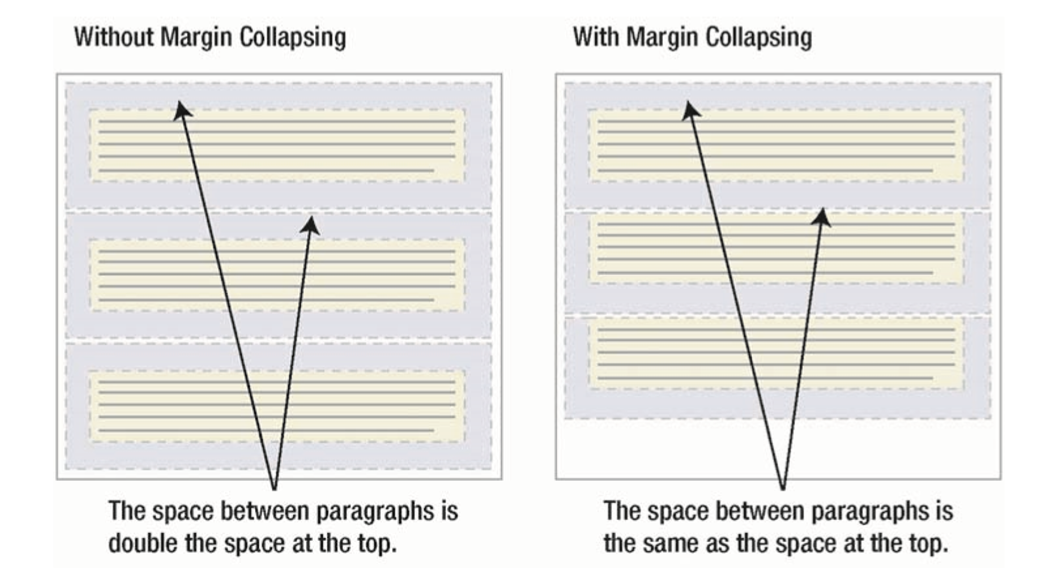 Without Margin Collapsing
With Margin Collapsing
The space between paragraphs is
double the space at the top.
The space between paragraphs is
the same as the space at the top.